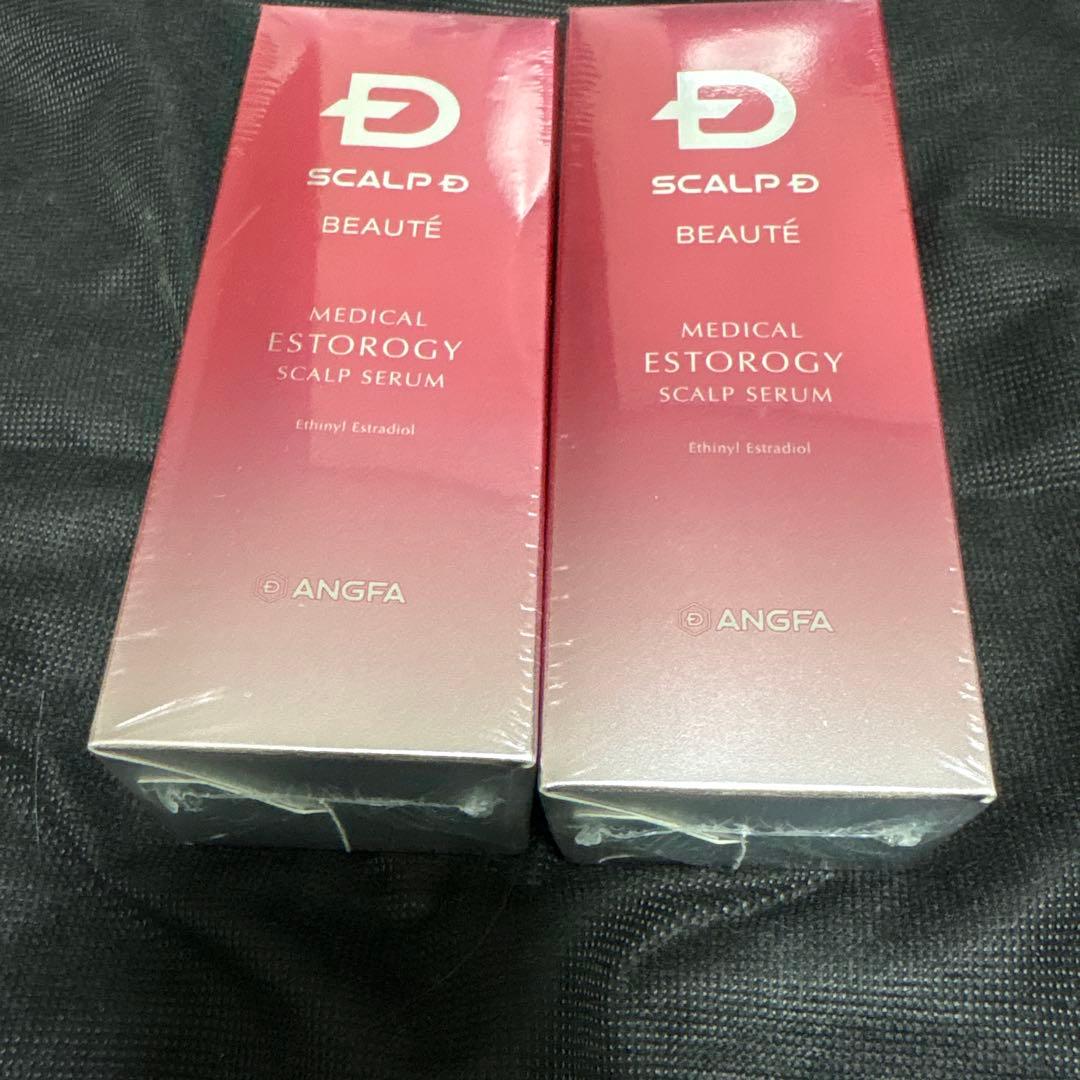 Đ
SCALP Đ
BEAUTÉ
MEDICAL
ESTOROGY
SCALP SERUM
Ethinyl Estradiol
Đ ANGFA
Đ
SCALP Đ
BEAUTÉ
MEDICAL
ESTOROGY
SCALP SERUM
Ethinyl Estradiol
Đ ANGFA